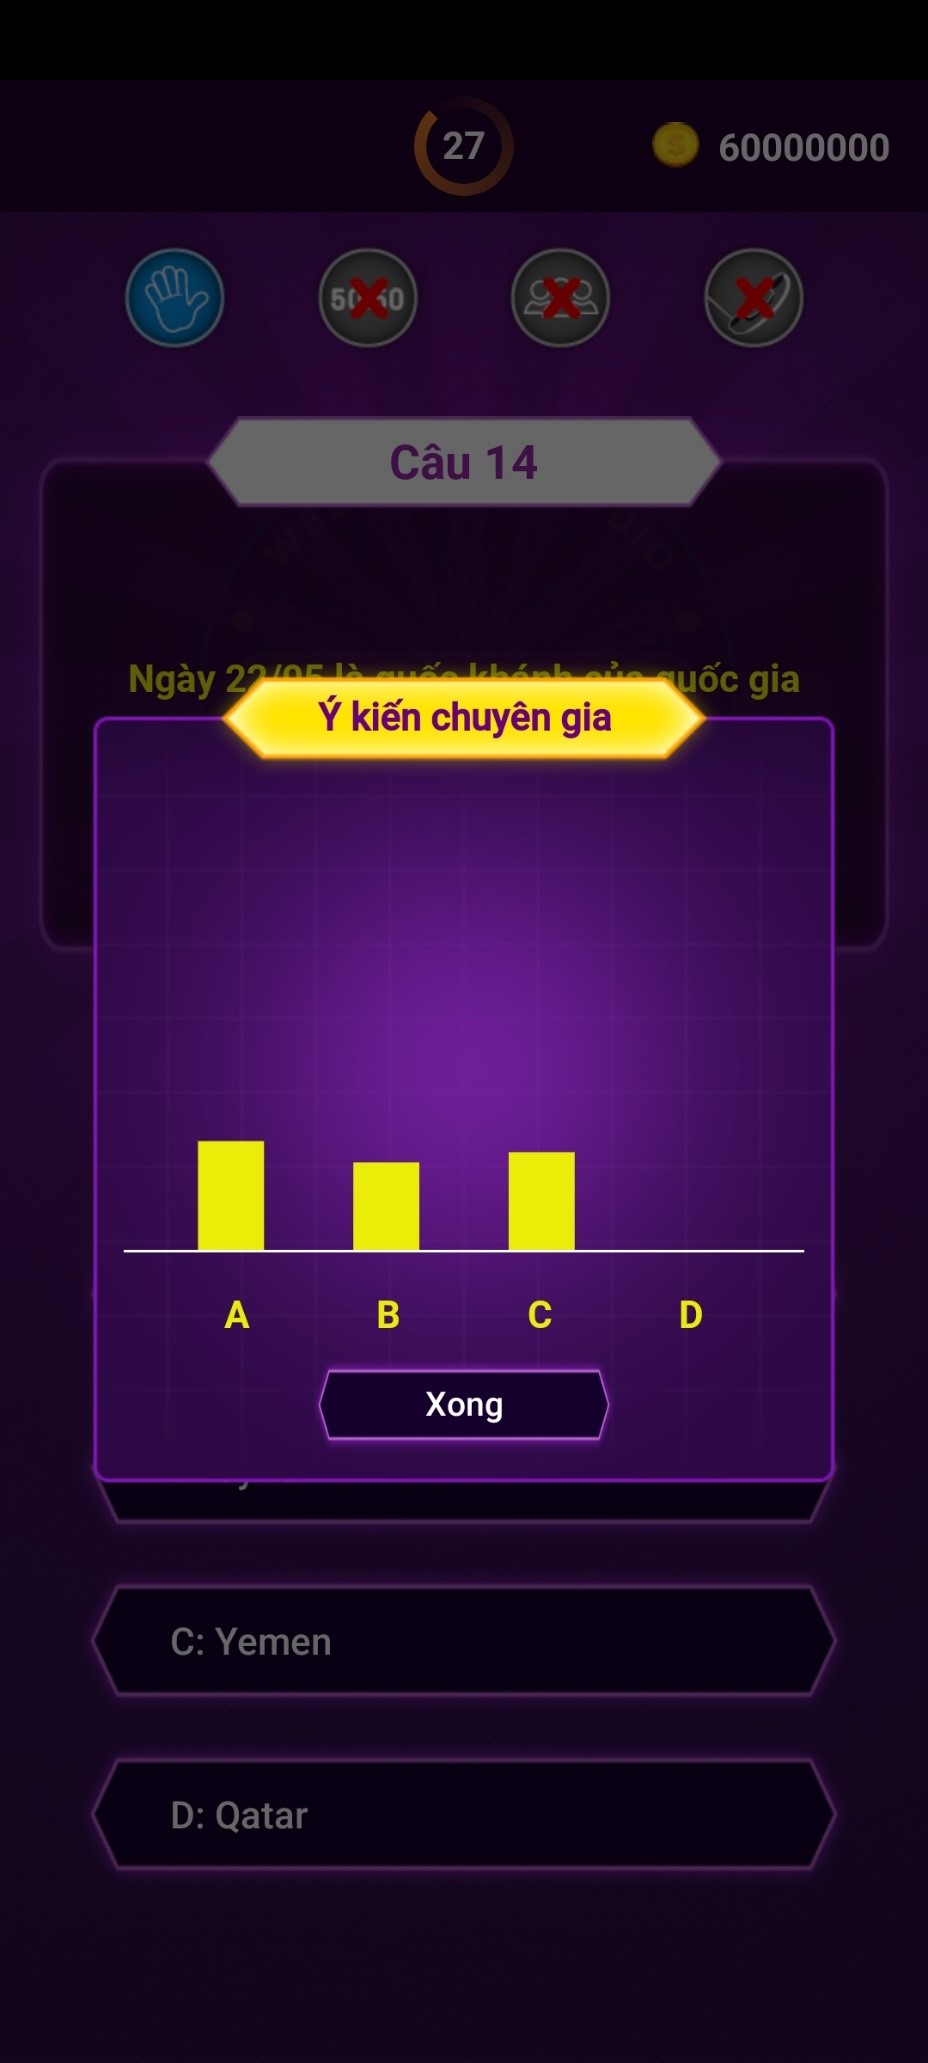 27
60000000
50:50
Câu 14
Ngày 22/05 là quốc khánh của quốc gia
Ý kiến chuyên gia
A B C D
Xong
C: Yemen
D: Qatar